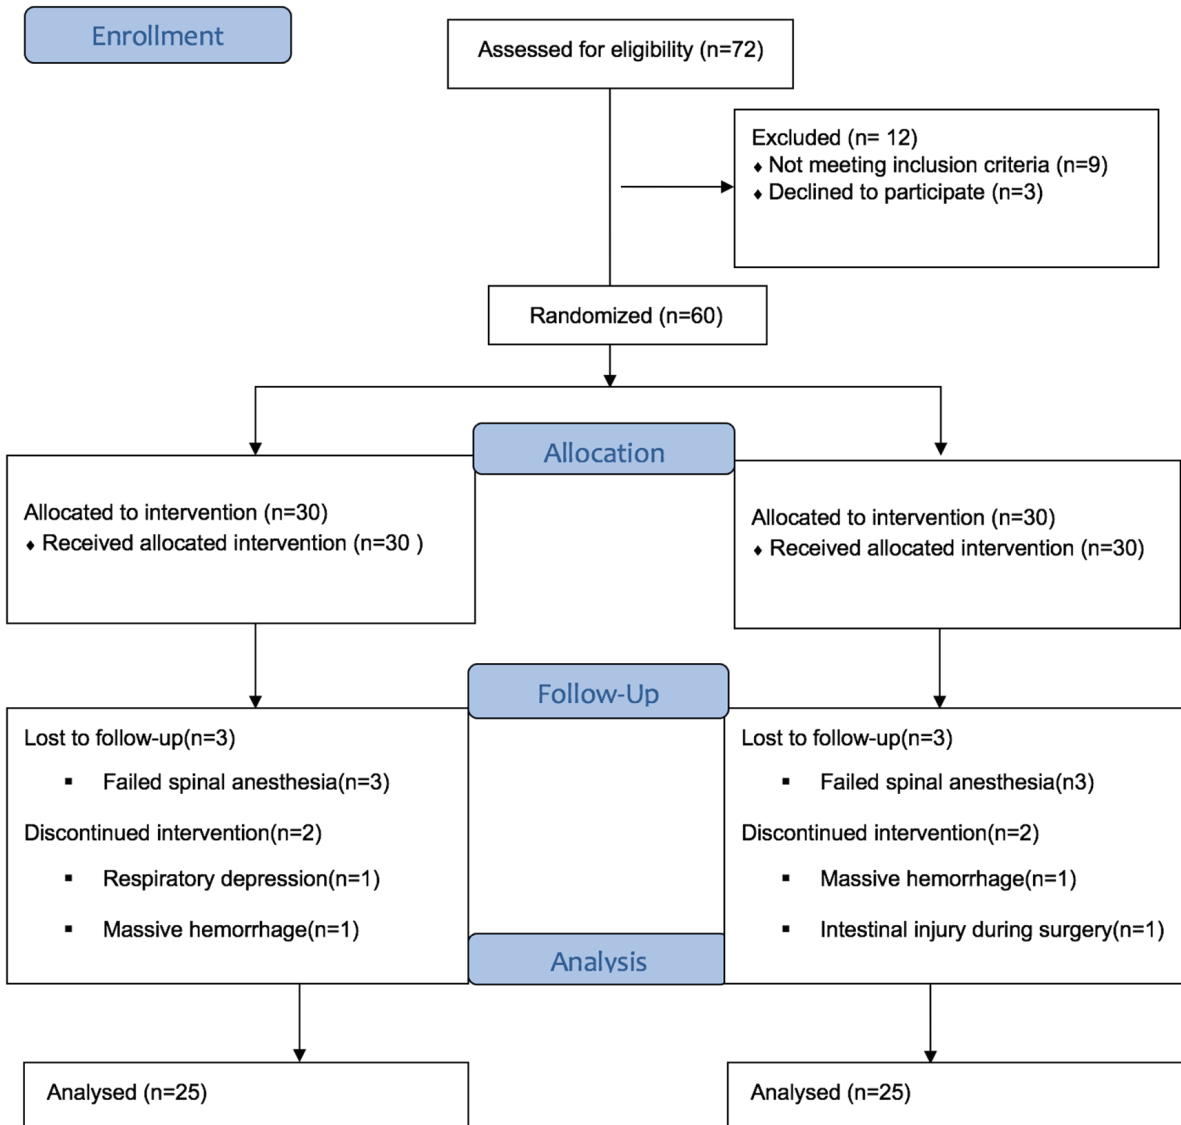 Enrollment
Assessed for eligibility (n=72)
Excluded (n= 12)
♦ Not meeting inclusion criteria (n=9)
♦ Declined to participate (n=3)
Randomized (n=60)
Allocation
Allocated to intervention (n=30)
♦ Received allocated intervention (n=30 )
Allocated to intervention (n=30)
♦ Received allocated intervention (n=30)
Follow-Up
Lost to follow-up(n=3)
▪ Failed spinal anesthesia(n=3)
Discontinued intervention(n=2)
▪ Respiratory depression(n=1)
▪ Massive hemorrhage(n=1)
Lost to follow-up(n=3)
▪ Failed spinal anesthesia(n3)
Discontinued intervention(n=2)
▪ Massive hemorrhage(n=1)
▪ Intestinal injury during surgery(n=1)
Analysis
Analysed (n=25)
Analysed (n=25)